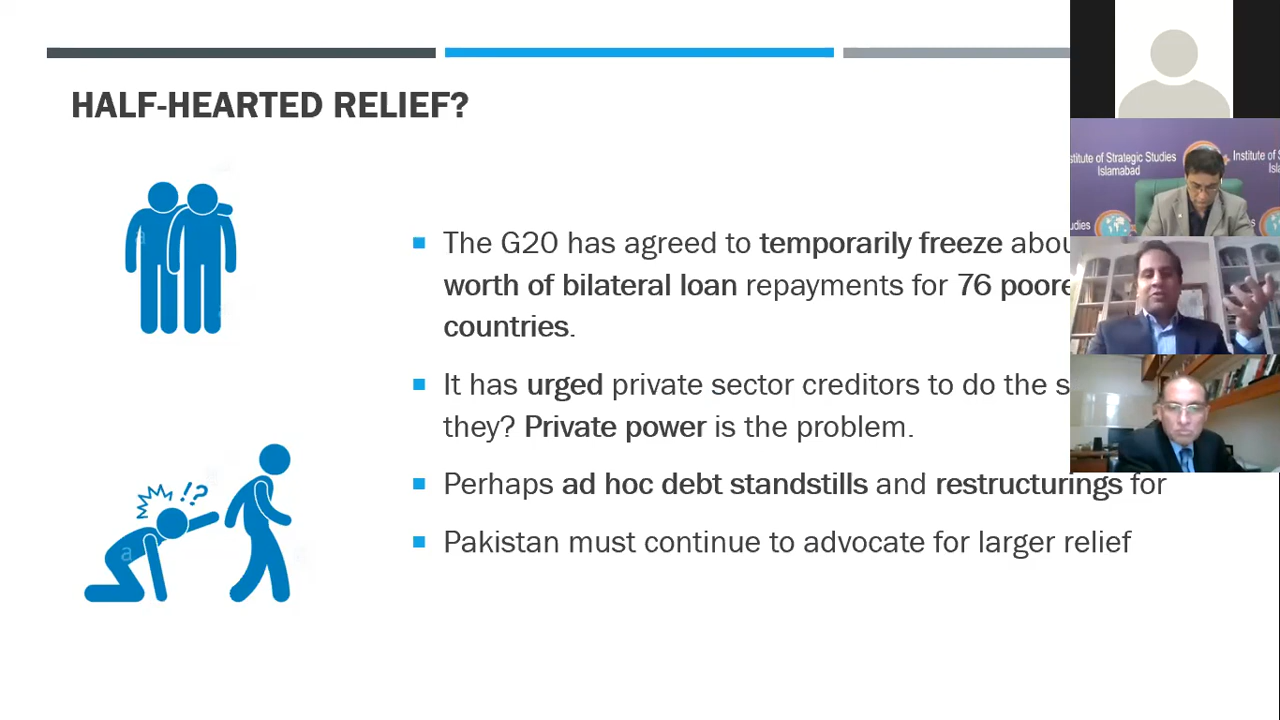 HALF-HEARTED RELIEF?
The G20 has agreed to temporarily freeze
worth of bilateral loan repayments for 76
countries.
It has urged private sector creditors to do the
they? Private power is the problem.
Perhaps ad hoc debt standstills and restructurings for
Pakistan must continue to advocate for larger relief
!?
Institute of Strategic Studies
Islamabad
Institute of